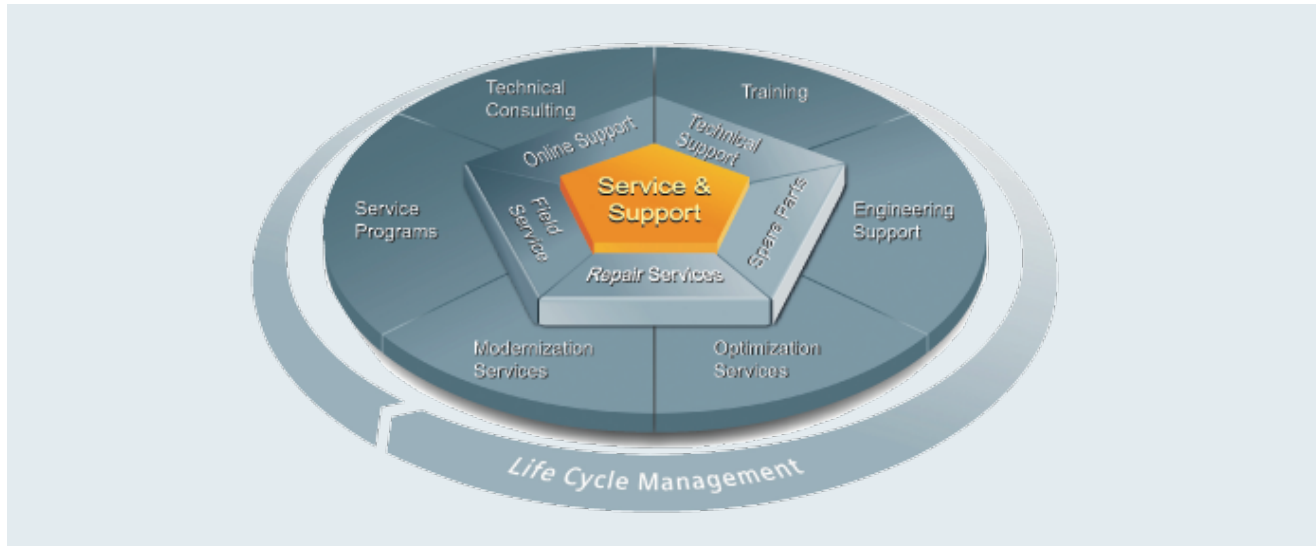 Technical
Consulting
Training
Online Support
Technical
Support
Service &
Support
Service
Programs
Field
Service
Spare Parts
Engineering
Support
Repair Services
Modernization
Services
Optimization
Services
Life Cycle Management